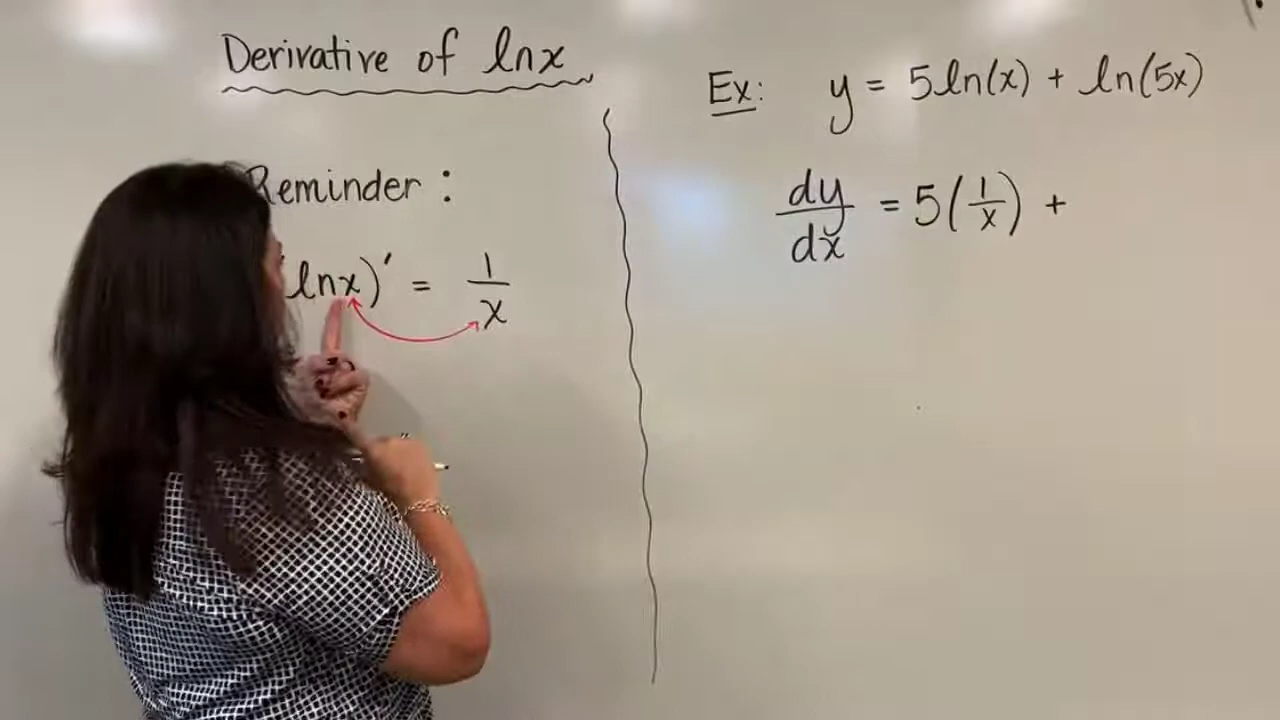 Derivative of lnx
Reminder :
lnx)' = 1/x
Ex: y = 5ln(x) + ln(5x)
dy/dx = 5(1/x) +